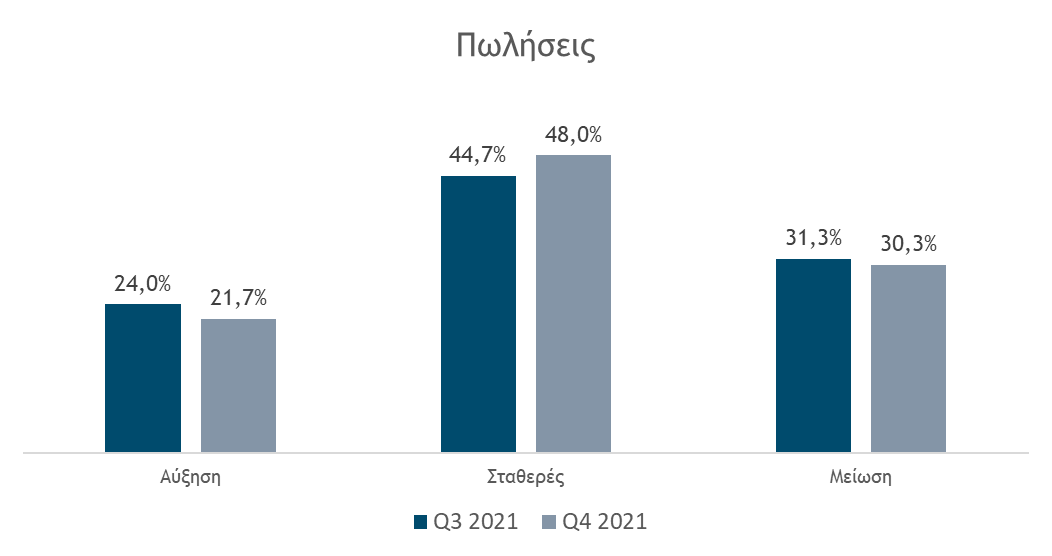 Πωλήσεις
48,0%
44,7%
31,3%
30,3%
24,0%
21,7%
Αύξηση
Σταθερές
Μείωση
Q3 2021
Q4 2021